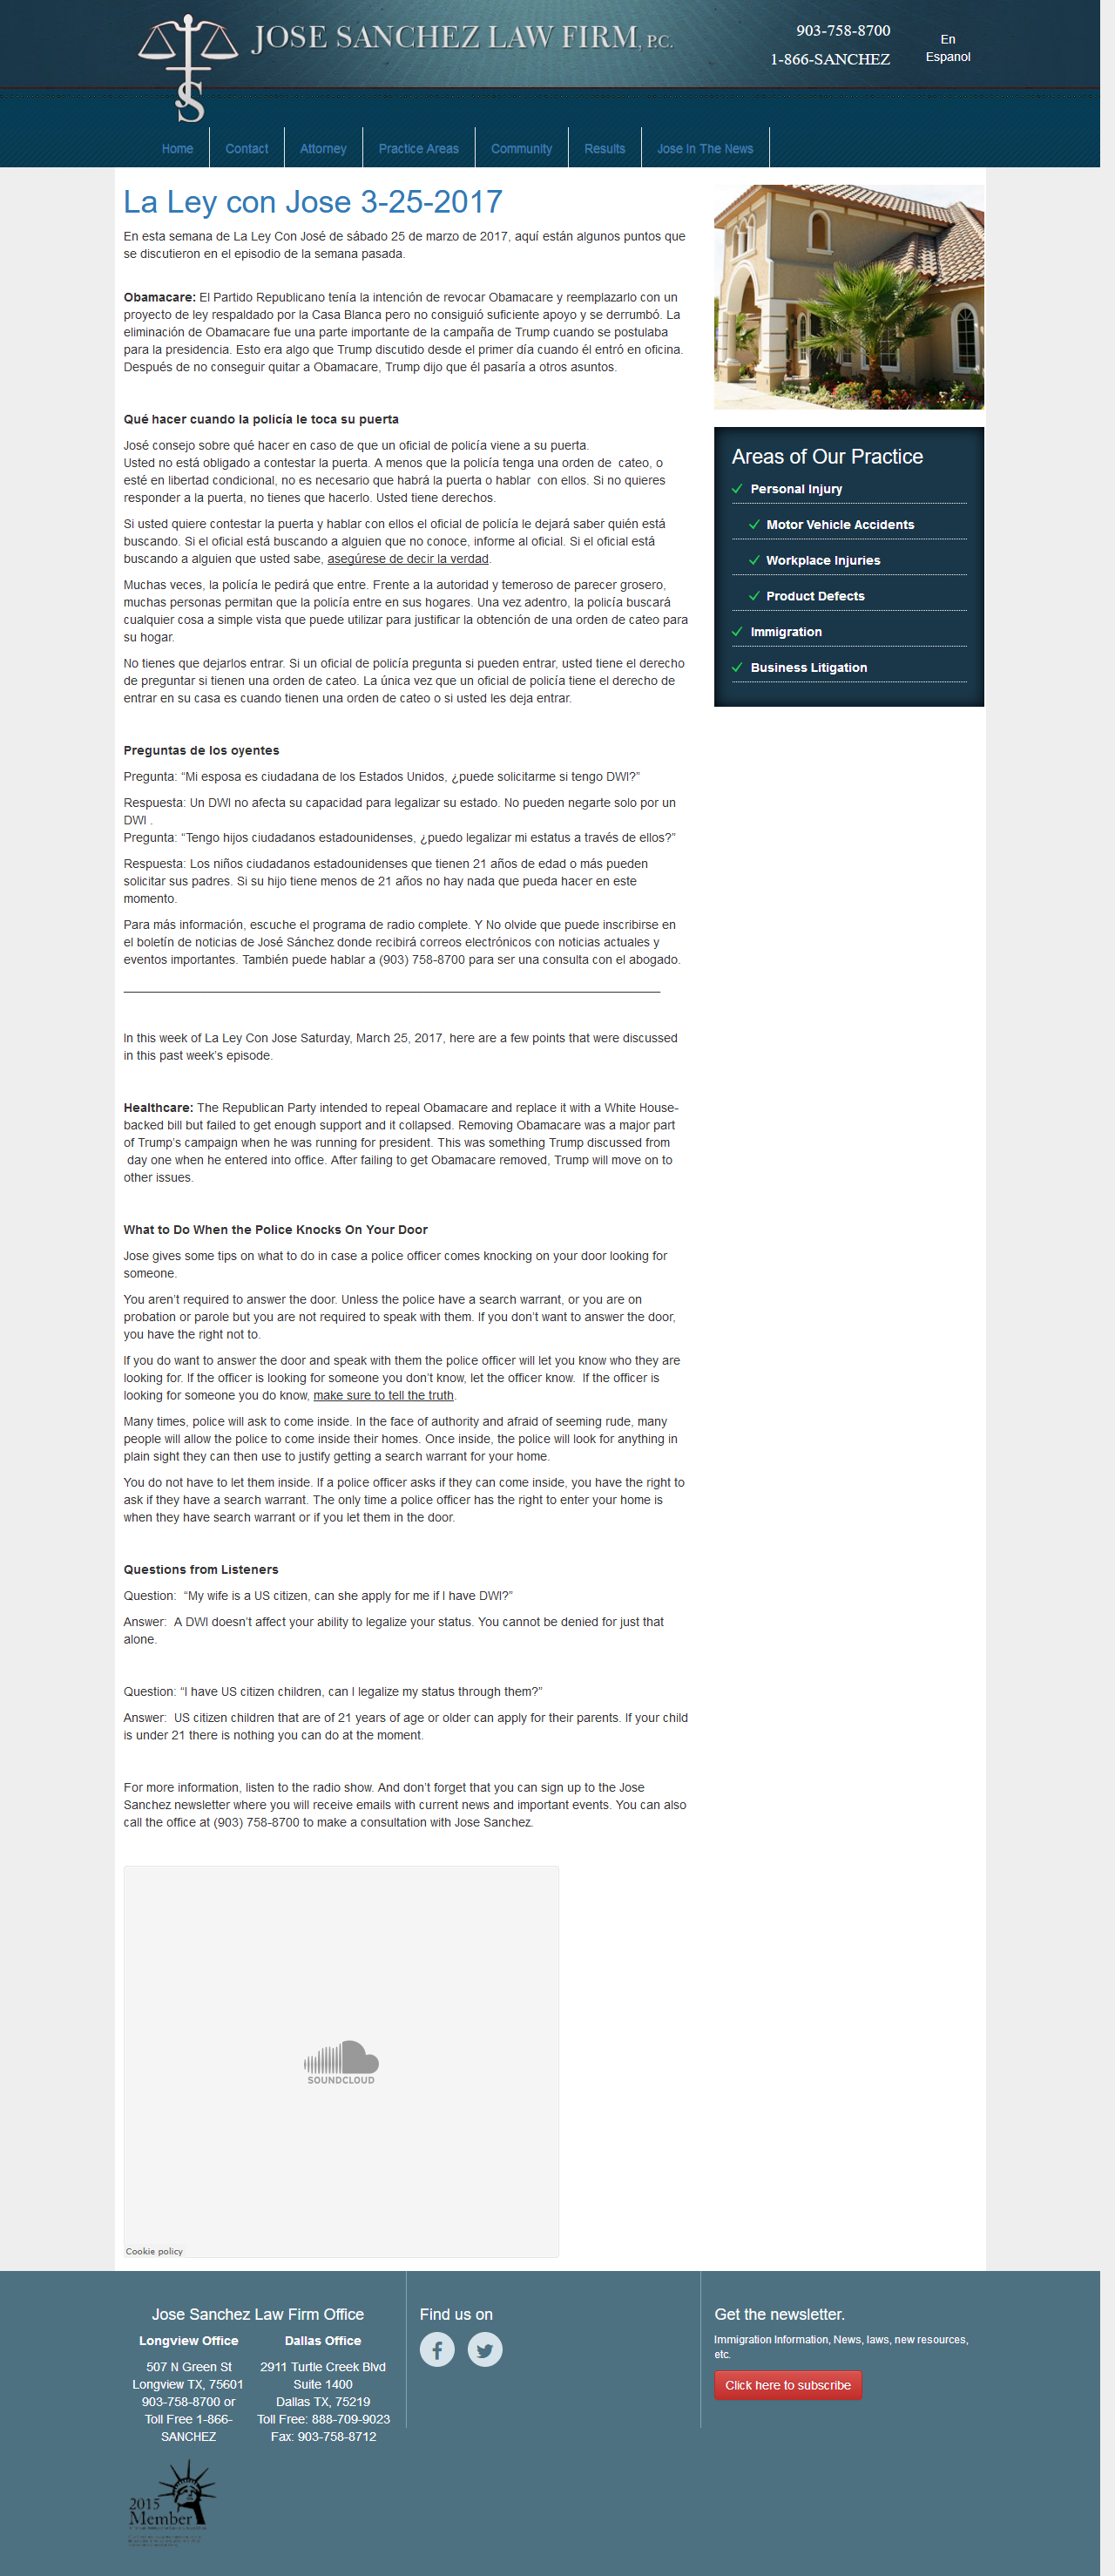 JOSE SANCHEZ LAW FIRM, P.C.
903-758-8700
1-866-SANCHEZ
En
Espanol
JS
Home
Contact
Attorney
Practice Areas
Community
Results
Jose In The News
La Ley con Jose 3-25-2017
En esta semana de La Ley Con José de sábado 25 de marzo de 2017, aquí están algunos puntos que
se discutieron en el episodio de la semana pasada.
Obamacare: El Partido Republicano tenía la intención de revocar Obamacare y reemplazarlo con un
proyecto de ley respaldado por la Casa Blanca pero no consiguió suficiente apoyo y se derrumbó. La
eliminación de Obamacare fue una parte importante de la campaña de Trump cuando se postulaba
para la presidencia. Esto era algo que Trump discutido desde el primer día cuando él entró en oficina.
Después de no conseguir quitar a Obamacare, Trump dijo que él pasaría a otros asuntos.
Qué hacer cuando la policía le toca su puerta
José consejo sobre qué hacer en caso de que un oficial de policía viene a su puerta.
Usted no está obligado a contestar la puerta. A menos que la policía tenga una orden de  cateo, o
esté en libertad condicional, no es necesario que habrá la puerta o hablar  con ellos. Si no quieres
responder a la puerta, no tienes que hacerlo. Usted tiene derechos.
Si usted quiere contestar la puerta y hablar con ellos el oficial de policía le dejará saber quién está
buscando. Si el oficial está buscando a alguien que no conoce, informe al oficial. Si el oficial está
buscando a alguien que usted sabe, asegúrese de decir la verdad.
Muchas veces, la policía le pedirá que entre. Frente a la autoridad y temeroso de parecer grosero,
muchas personas permitan que la policía entre en sus hogares. Una vez adentro, la policía buscará
cualquier cosa a simple vista que puede utilizar para justificar la obtención de una orden de cateo para
su hogar.
No tienes que dejarlos entrar. Si un oficial de policía pregunta si pueden entrar, usted tiene el derecho
de preguntar si tienen una orden de cateo. La única vez que un oficial de policía tiene el derecho de
entrar en su casa es cuando tienen una orden de cateo o si usted les deja entrar.
Preguntas de los oyentes
Pregunta: “Mi esposa es ciudadana de los Estados Unidos, ¿puede solicitarme si tengo DWI?”
Respuesta: Un DWI no afecta su capacidad para legalizar su estado. No pueden negarte solo por un
DWI .
Pregunta: “Tengo hijos ciudadanos estadounidenses, ¿puedo legalizar mi estatus a través de ellos?”
Respuesta: Los niños ciudadanos estadounidenses que tienen 21 años de edad o más pueden
solicitar sus padres. Si su hijo tiene menos de 21 años no hay nada que pueda hacer en este
momento.
Para más información, escuche el programa de radio complete. Y No olvide que puede inscribirse en
el boletín de noticias de José Sánchez donde recibirá correos electrónicos con noticias actuales y
eventos importantes. También puede hablar a (903) 758-8700 para ser una consulta con el abogado.
In this week of La Ley Con Jose Saturday, March 25, 2017, here are a few points that were discussed
in this past week’s episode.
Healthcare: The Republican Party intended to repeal Obamacare and replace it with a White House-
backed bill but failed to get enough support and it collapsed. Removing Obamacare was a major part
of Trump’s campaign when he was running for president. This was something Trump discussed from
day one when he entered into office. After failing to get Obamacare removed, Trump will move on to
other issues.
What to Do When the Police Knocks On Your Door
Jose gives some tips on what to do in case a police officer comes knocking on your door looking for
someone.
You aren’t required to answer the door. Unless the police have a search warrant, or you are on
probation or parole but you are not required to speak with them. If you don’t want to answer the door,
you have the right not to.
If you do want to answer the door and speak with them the police officer will let you know who they are
looking for. If the officer is looking for someone you don’t know, let the officer know.  If the officer is
looking for someone you do know, make sure to tell the truth.
Many times, police will ask to come inside. In the face of authority and afraid of seeming rude, many
people will allow the police to come inside their homes. Once inside, the police will look for anything in
plain sight they can then use to justify getting a search warrant for your home.
You do not have to let them inside. If a police officer asks if they can come inside, you have the right to
ask if they have a search warrant. The only time a police officer has the right to enter your home is
when they have search warrant or if you let them in the door.
Questions from Listeners
Question:  “My wife is a US citizen, can she apply for me if I have DWI?”
Answer:  A DWI doesn’t affect your ability to legalize your status. You cannot be denied for just that
alone.
Question: “I have US citizen children, can I legalize my status through them?”
Answer:  US citizen children that are of 21 years of age or older can apply for their parents. If your child
is under 21 there is nothing you can do at the moment.
For more information, listen to the radio show. And don’t forget that you can sign up to the Jose
Sanchez newsletter where you will receive emails with current news and important events. You can also
call the office at (903) 758-8700 to make a consultation with Jose Sanchez.
SOUNDCLOUD
Cookie policy
Areas of Our Practice
Personal Injury
Motor Vehicle Accidents
Workplace Injuries
Product Defects
Immigration
Business Litigation
Jose Sanchez Law Firm Office
Longview Office
507 N Green St
Longview TX, 75601
903-758-8700 or
Toll Free 1-866-
SANCHEZ
Dallas Office
2911 Turtle Creek Blvd
Suite 1400
Dallas TX, 75219
Toll Free: 888-709-9023
Fax: 903-758-8712
2015
Member
Find us on
Get the newsletter.
Immigration Information, News, laws, new resources,
etc.
Click here to subscribe